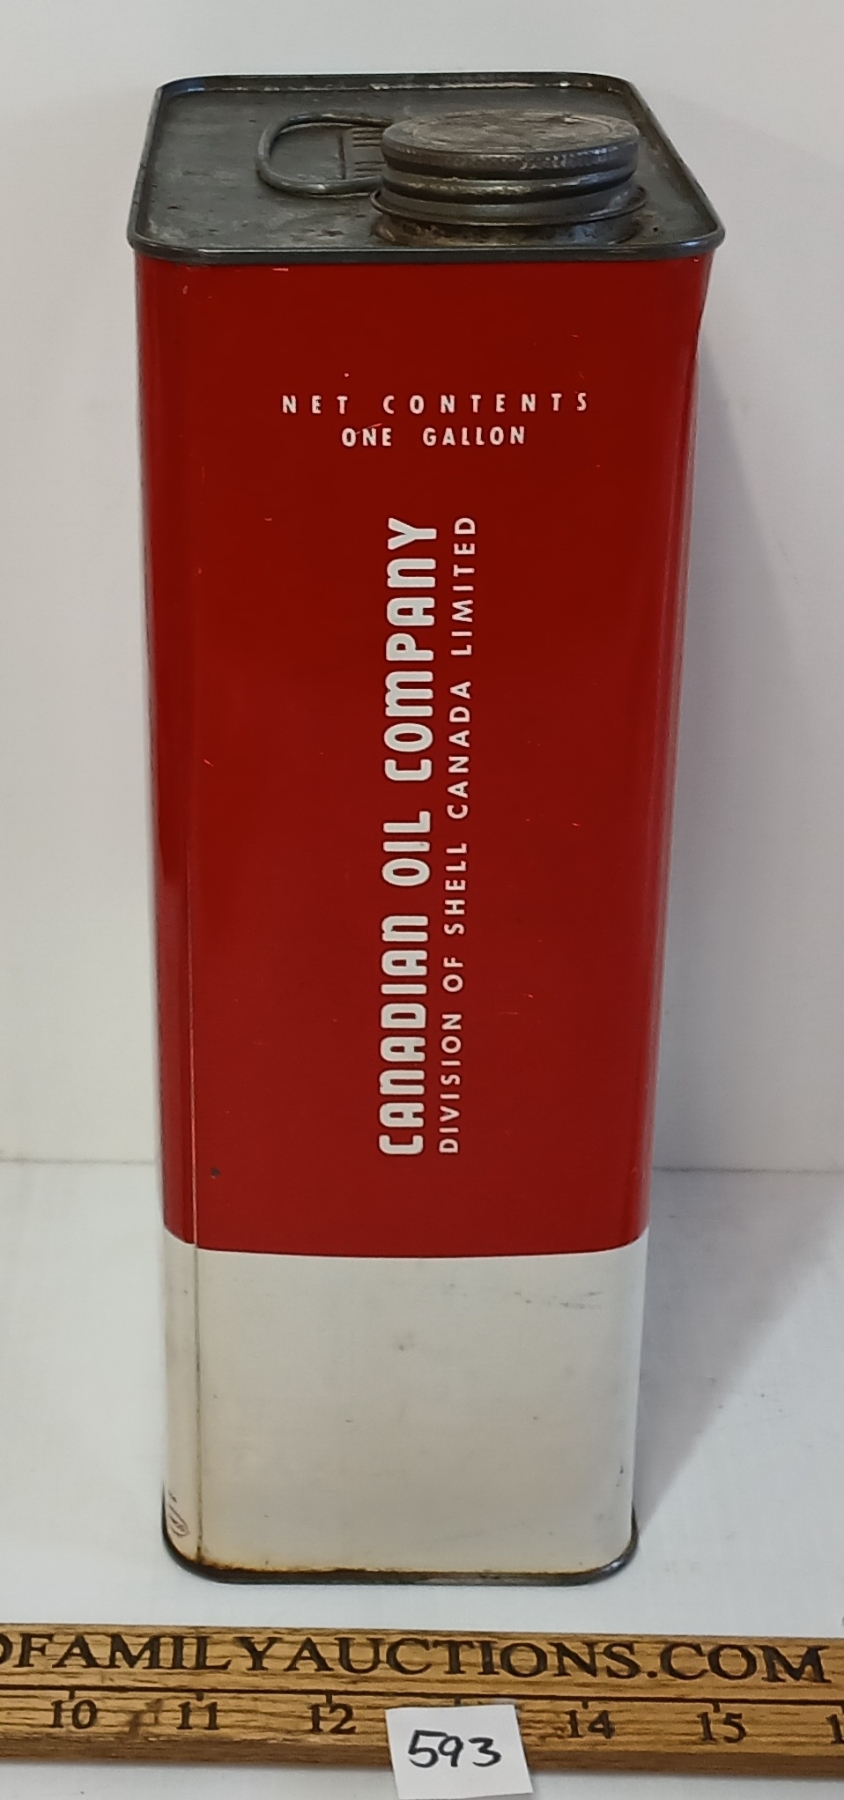 NET CONTENTS
ONE GALLON
CANADIAN OIL COMPANY
DIVISION OF SHELL CANADA LIMITED
FAMILYAUCTIONS.COM
10 11 12 14 15
593